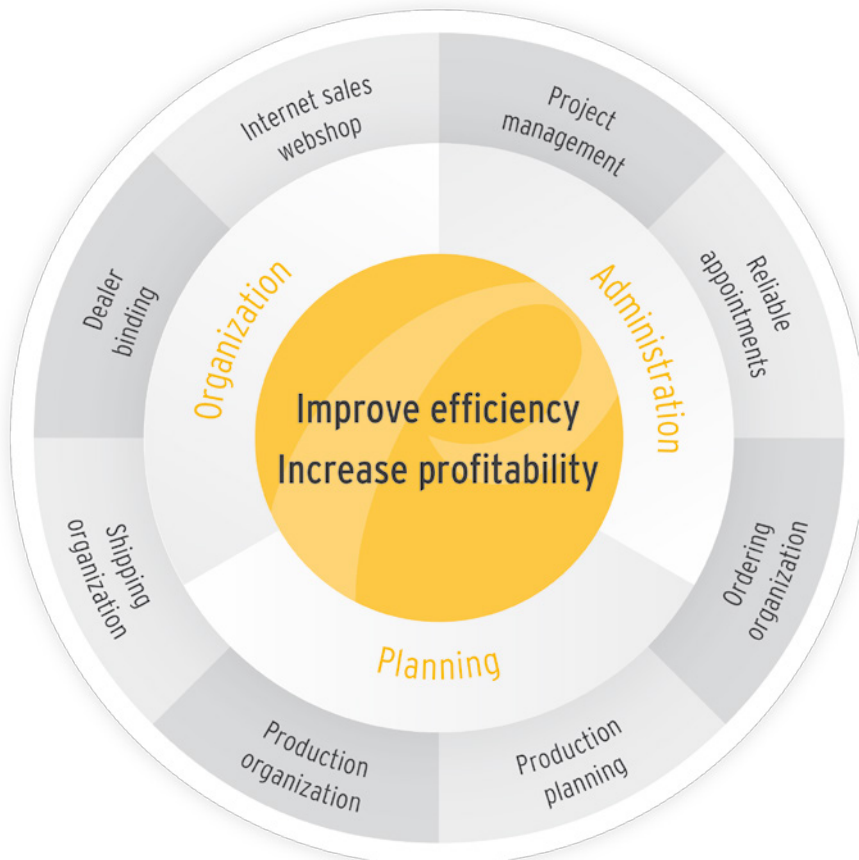 Improve efficiency
Increase profitability
Organization
Administration
Planning
Internet sales
webshop
Project
management
Reliable
appointments
Ordering
organization
Production
planning
Production
organization
Shipping
organization
Dealer
binding